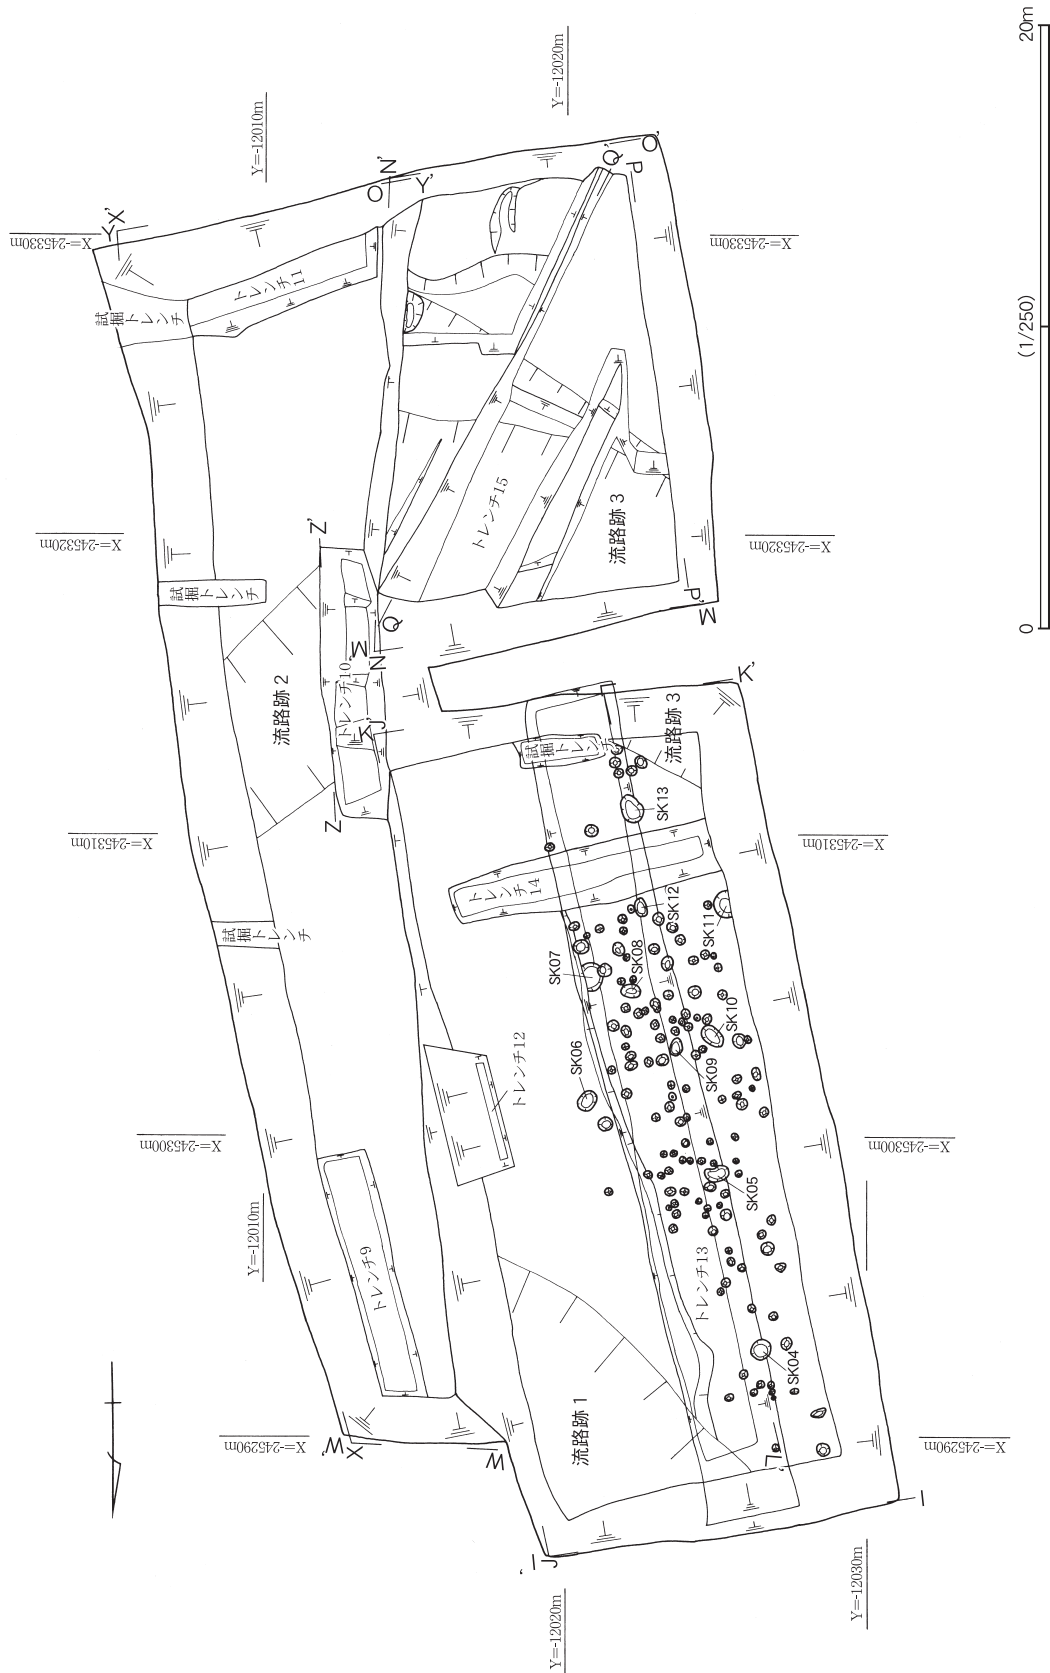 20m
(1/250)
0
Y=-12020m
Y=-12010m
X=-245330m
X=-245330m
Y
X'
O
N'
Y'
Q'
O'
P
試掘トレンチ
トレンチ11
トレンチ15
流路跡 3
X=-245320m
X=-245320m
Z'
試掘トレンチ
Q
P'
M
M'
N
トレンチ10
流路跡 2
K
J'
K'
流路跡 3
試掘トレンチ
SK13
Z
X=-245310m
X=-245310m
トレンチ14
試掘トレンチ
SK12
SK11
SK07
SK08
SK10
SK06
SK09
トレンチ12
X=-245300m
X=-245300m
SK05
Y=-12010m
トレンチ9
トレンチ13
SK04
流路跡 1
X=-245290m
X=-245290m
W'
X
W
L'
I
I'
J
Y=-12020m
Y=-12030m